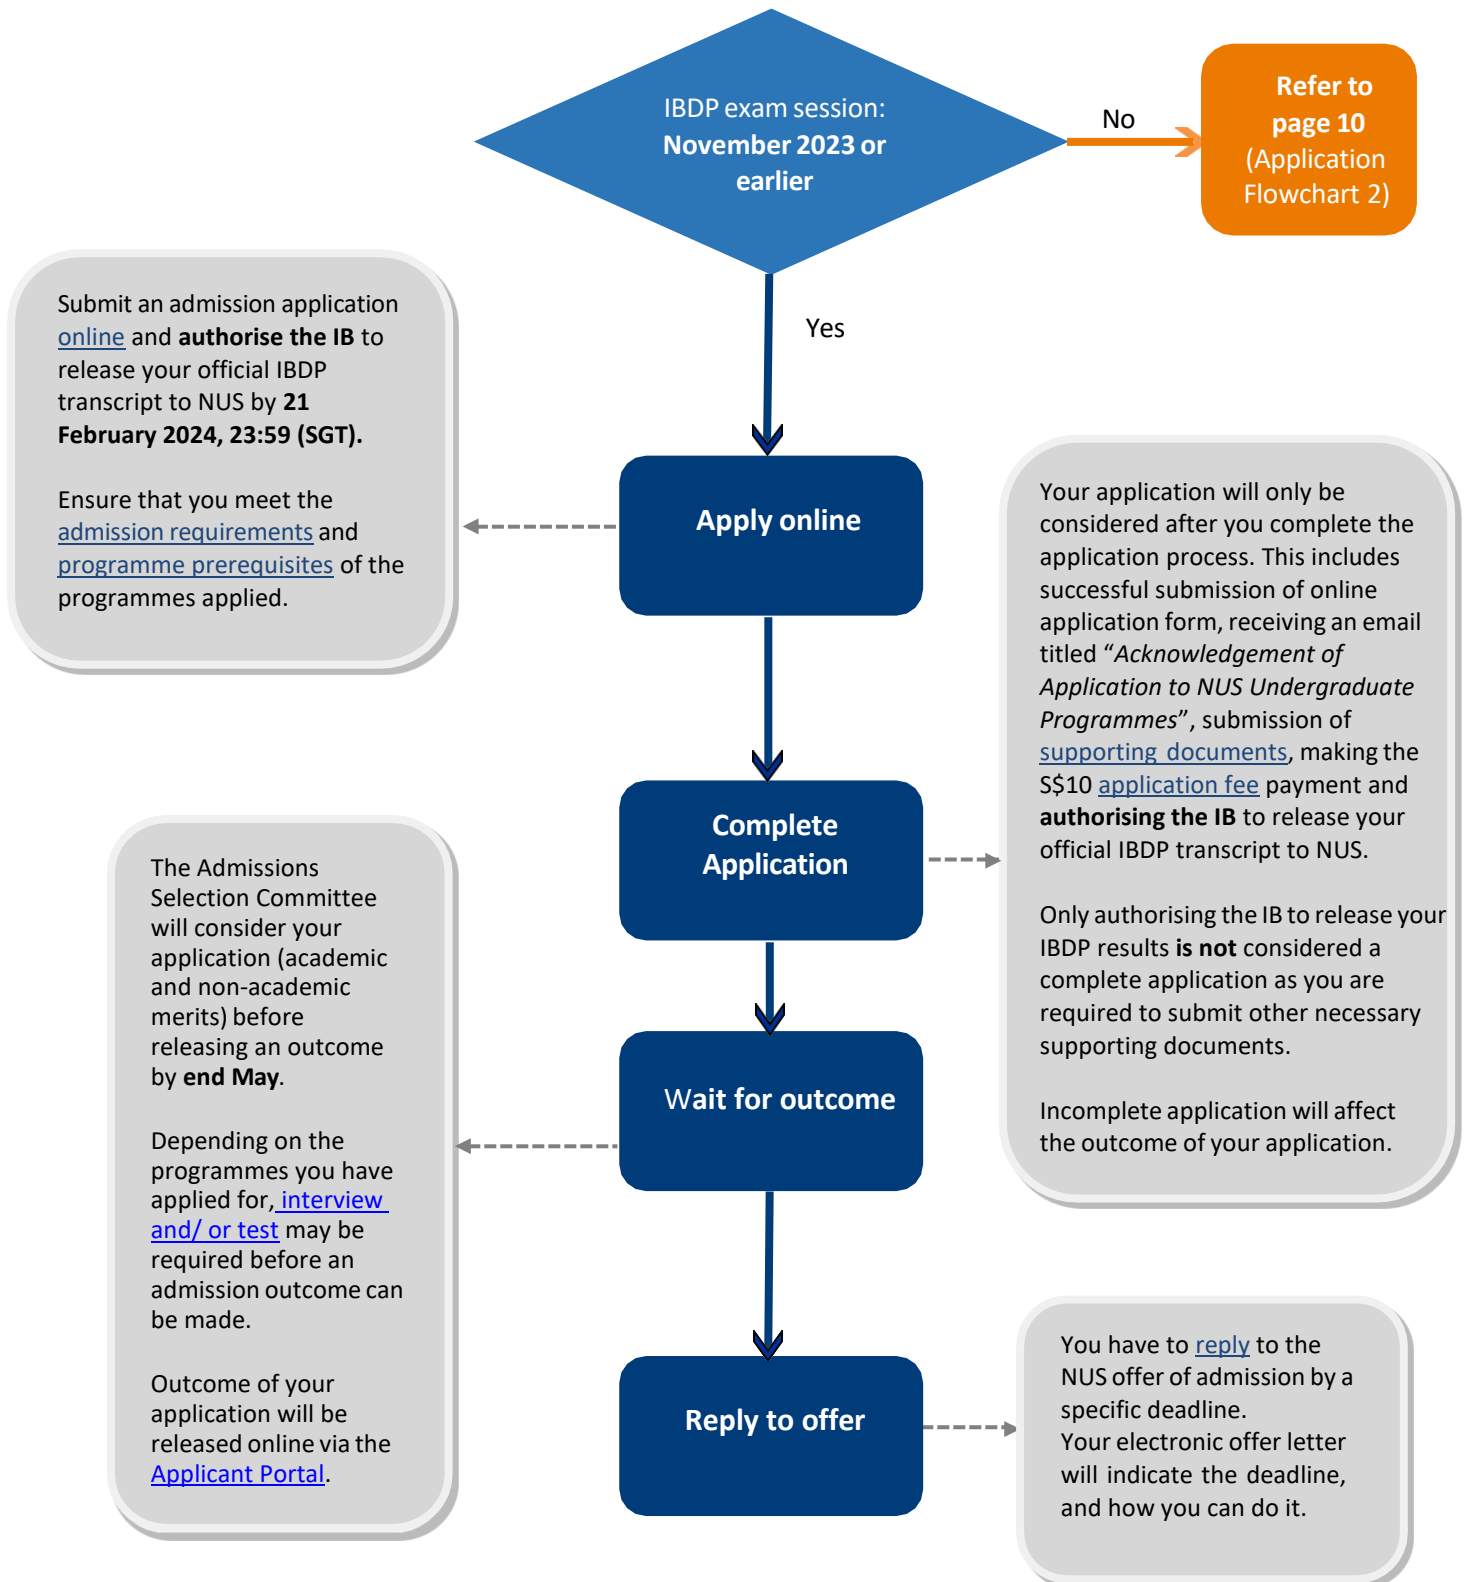 IBDP exam session:
November 2023 or
earlier
No
Refer to
page 10
(Application
Flowchart 2)
Yes
Submit an admission application
online and authorise the IB to
release your official IBDP
transcript to NUS by 21
February 2024, 23:59 (SGT).
Ensure that you meet the
admission requirements and
programme prerequisites of the
programmes applied.
Apply online
Your application will only be
considered after you complete the
application process. This includes
successful submission of online
application form, receiving an email
titled “Acknowledgement of
Application to NUS Undergraduate
Programmes”, submission of
supporting documents, making the
S$10 application fee payment and
authorising the IB to release your
official IBDP transcript to NUS.
Only authorising the IB to release your
IBDP results is not considered a
complete application as you are
required to submit other necessary
supporting documents.
Incomplete application will affect
the outcome of your application.
Complete
Application
The Admissions
Selection Committee
will consider your
application (academic
and non-academic
merits) before
releasing an outcome
by end May.
Depending on the
programmes you have
applied for, interview
and/ or test may be
required before an
admission outcome can
be made.
Outcome of your
application will be
released online via the
Applicant Portal.
Wait for outcome
Reply to offer
You have to reply to the
NUS offer of admission by a
specific deadline.
Your electronic offer letter
will indicate the deadline,
and how you can do it.